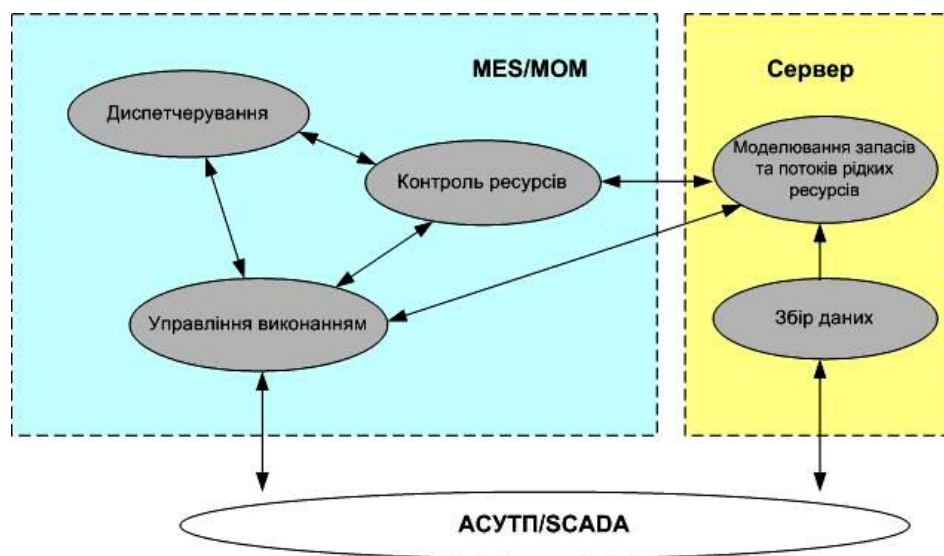 MES/MOM
Сервер
Диспетчерування
Контроль ресурсів
Моделювання запасів
та потоків рідких
ресурсів
Управління виконанням
Збір даних
АСУТП/SCADA